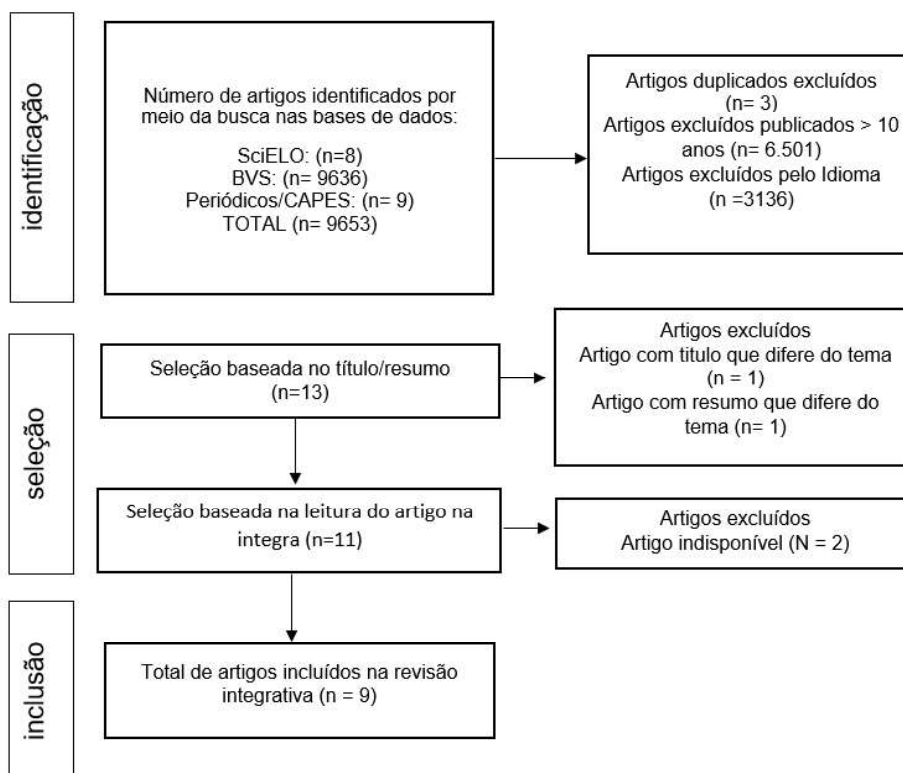 identificação
Número de artigos identificados por
meio da busca nas bases de dados:
SciELO: (n=8)
BVS: (n= 9636)
Periódicos/CAPES: (n= 9)
TOTAL (n= 9653)
Artigos duplicados excluídos
(n= 3)
Artigos excluídos publicados > 10
anos (n= 6.501)
Artigos excluídos pelo Idioma
(n =3136)
seleção
Seleção baseada no título/resumo
(n=13)
Artigos excluídos
Artigo com titulo que difere do tema
(n = 1)
Artigo com resumo que difere do
tema (n= 1)
Seleção baseada na leitura do artigo na
integra (n=11)
Artigos excluídos
Artigo indisponível (N = 2)
inclusão
Total de artigos incluídos na revisão
integrativa (n = 9)